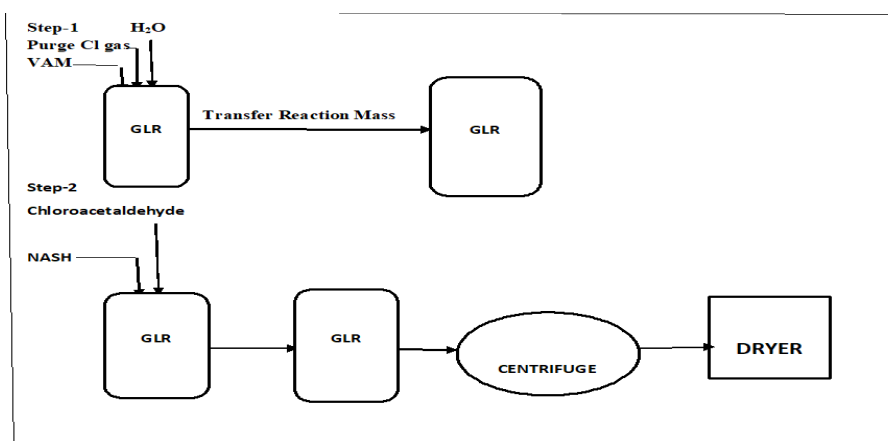 Step-1 H₂O
Purge Cl gas
VAM
Transfer Reaction Mass
GLR GLR
Step-2
Chloroacetaldehyde
NASH
GLR GLR
DRYER
CENTRIFUGE